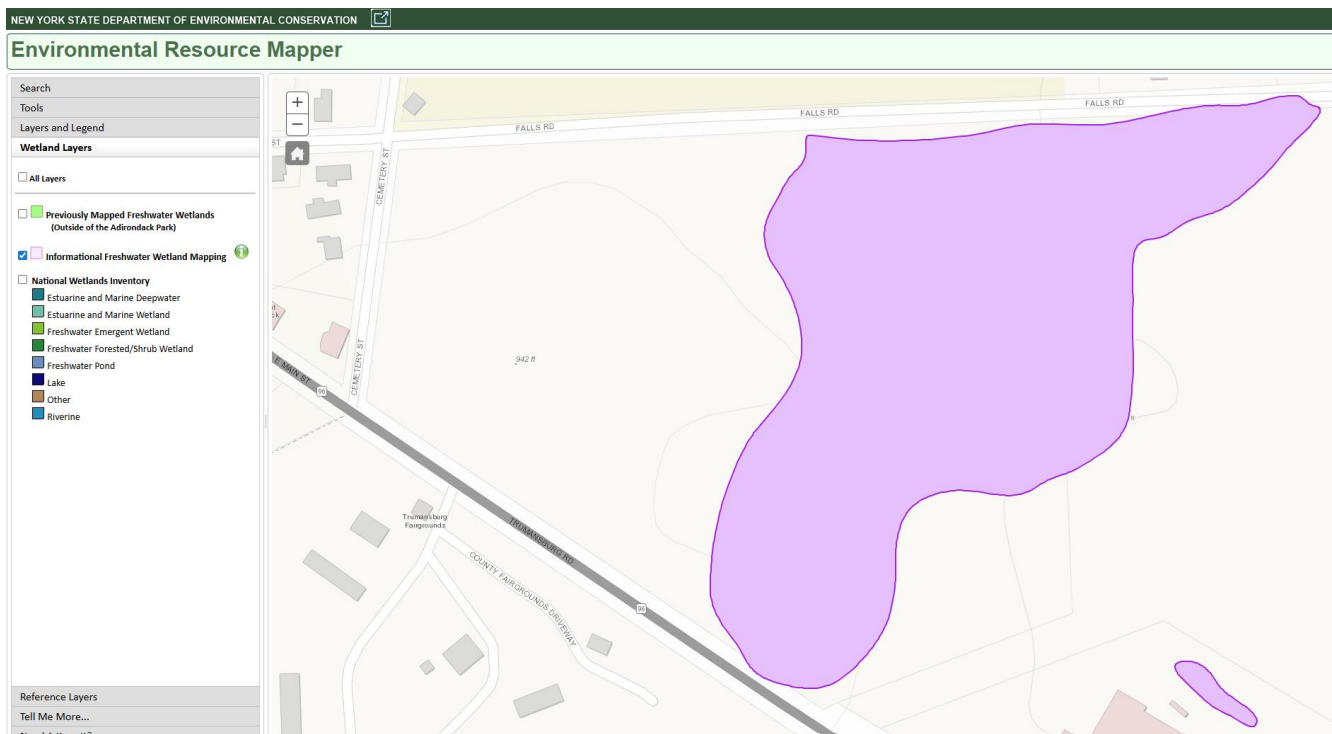 NEW YORK STATE DEPARTMENT OF ENVIRONMENTAL CONSERVATION
Environmental Resource Mapper
Search
Tools
Layers and Legend
Wetland Layers
All Layers
Previously Mapped Freshwater Wetlands
(Outside of the Adirondack Park)
Informational Freshwater Wetland Mapping
National Wetlands Inventory
Estuarine and Marine Deepwater
Estuarine and Marine Wetland
Freshwater Emergent Wetland
Freshwater Forested/Shrub Wetland
Freshwater Pond
Lake
Other
Riverine
Reference Layers
Tell Me More...
+
−
ST
FALLS RD
FALLS RD
FALLS RD
CEMETERY ST
CEMETERY ST
942 ft
E MAIN ST
96
Trumansburg
Fairgrounds
TRUMANSBURG RD
COUNTY FAIRGROUNDS DRIVEWAY
96